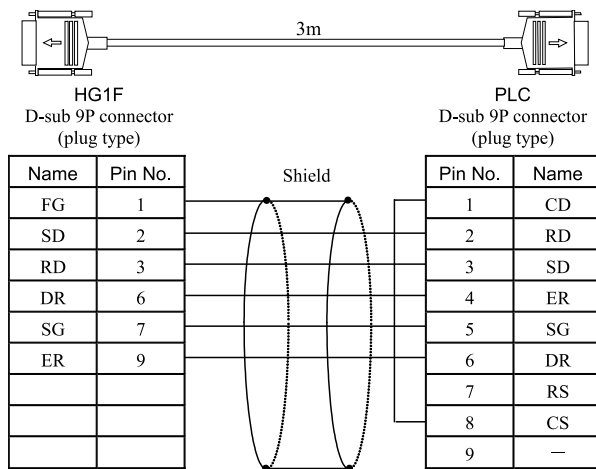 3m
HG1F
D-sub 9P connector
(plug type)
PLC
D-sub 9P connector
(plug type)
Name Pin No.
FG 1
SD 2
RD 3
DR 6
SG 7
ER 9
Shield
Pin No. Name
1 CD
2 RD
3 SD
4 ER
5 SG
6 DR
7 RS
8 CS
9 —